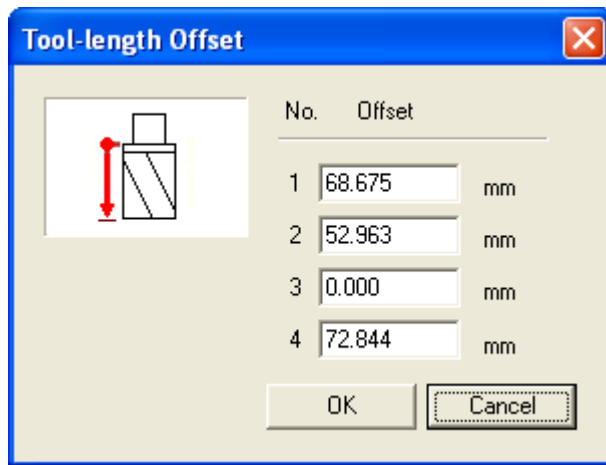 Tool-length Offset
No. Offset
1 68.675 mm
2 52.963 mm
3 0.000 mm
4 72.844 mm
OK Cancel